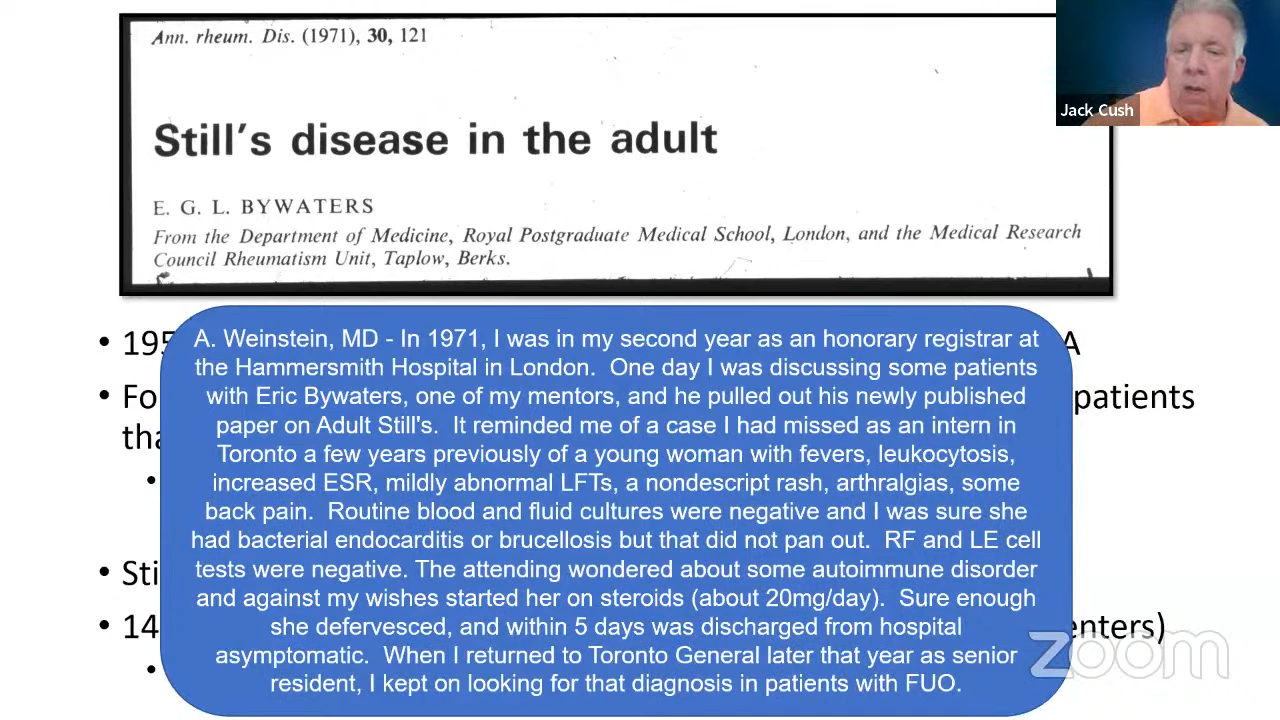 Ann. rheum. Dis. (1971), 30, 121
Jack Cush
Still's disease in the adult
E. G. L. BYWATERS
From the Department of Medicine, Royal Postgraduate Medical School, London, and the Medical Research
Council Rheumatism Unit, Taplow, Berks.
A. Weinstein, MD - In 1971, I was in my second year as an honorary registrar at
the Hammersmith Hospital in London. One day I was discussing some patients
with Eric Bywaters, one of my mentors, and he pulled out his newly published
paper on Adult Still's. It reminded me of a case I had missed as an intern in
Toronto a few years previously of a young woman with fevers, leukocytosis,
increased ESR, mildly abnormal LFTs, a nondescript rash, arthralgias, some
back pain. Routine blood and fluid cultures were negative and I was sure she
had bacterial endocarditis or brucellosis but that did not pan out. RF and LE cell
tests were negative. The attending wondered about some autoimmune disorder
and against my wishes started her on steroids (about 20mg/day). Sure enough
she defervesced, and within 5 days was discharged from hospital
asymptomatic. When I returned to Toronto General later that year as senior
resident, I kept on looking for that diagnosis in patients with FUO.
• 195 A
• Fo patients
tha
• Sti
• 14 enters)
zoom